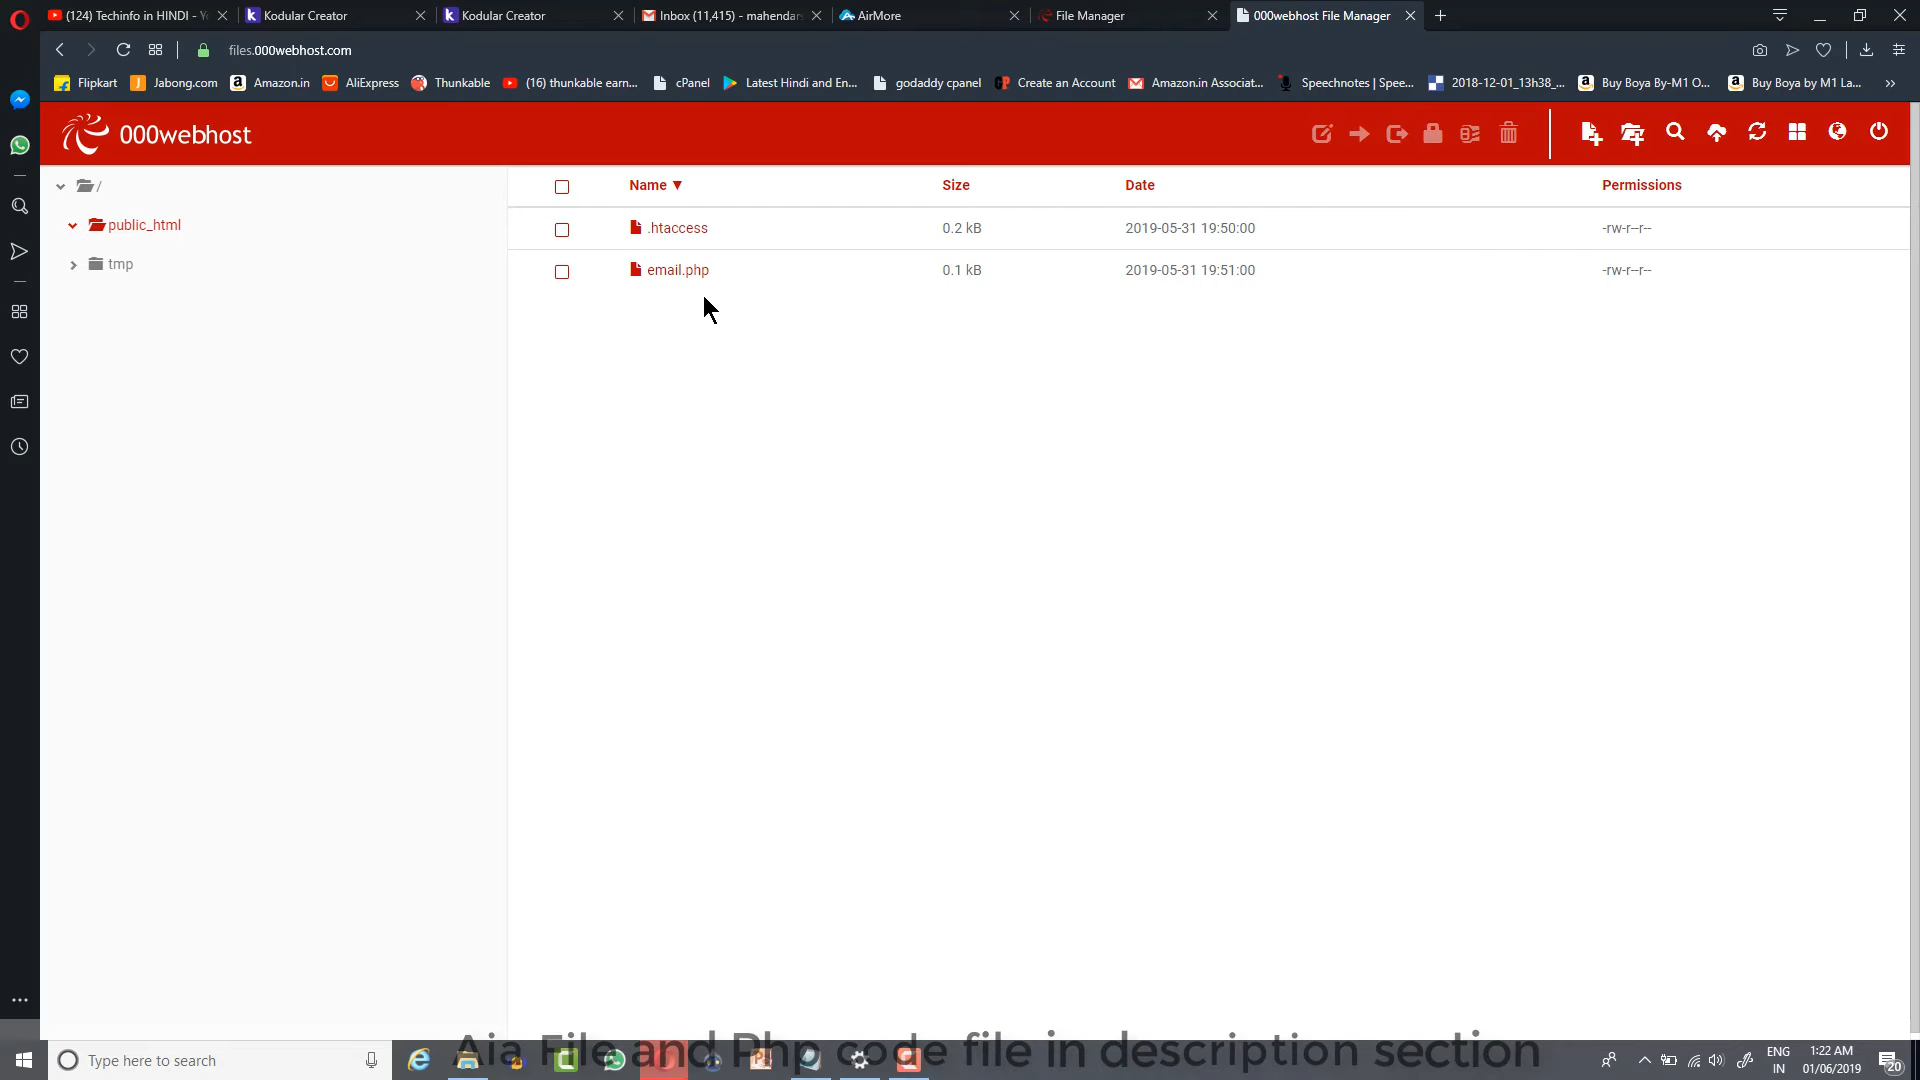 (124) Techinfo in HINDI - Y
Kodular Creator
Kodular Creator
Inbox (11,415) - mahendar
AirMore
File Manager
000webhost File Manager
files.000webhost.com
Flipkart
Jabong.com
Amazon.in
AliExpress
Thunkable
(16) thunkable earn...
cPanel
Latest Hindi and En...
godaddy cpanel
Create an Account
Amazon.in Associat...
Speechnotes | Spee...
2018-12-01_13h38_...
Buy Boya By-M1 O...
Buy Boya by M1 La...
000webhost
/
public_html
tmp
Name ▼ Size Date Permissions
.htaccess 0.2 kB 2019-05-31 19:50:00 -rw-r--r--
email.php 0.1 kB 2019-05-31 19:51:00 -rw-r--r--
Aia File and Php code file in description section
Type here to search
ENG
IN
1:22 AM
01/06/2019
20